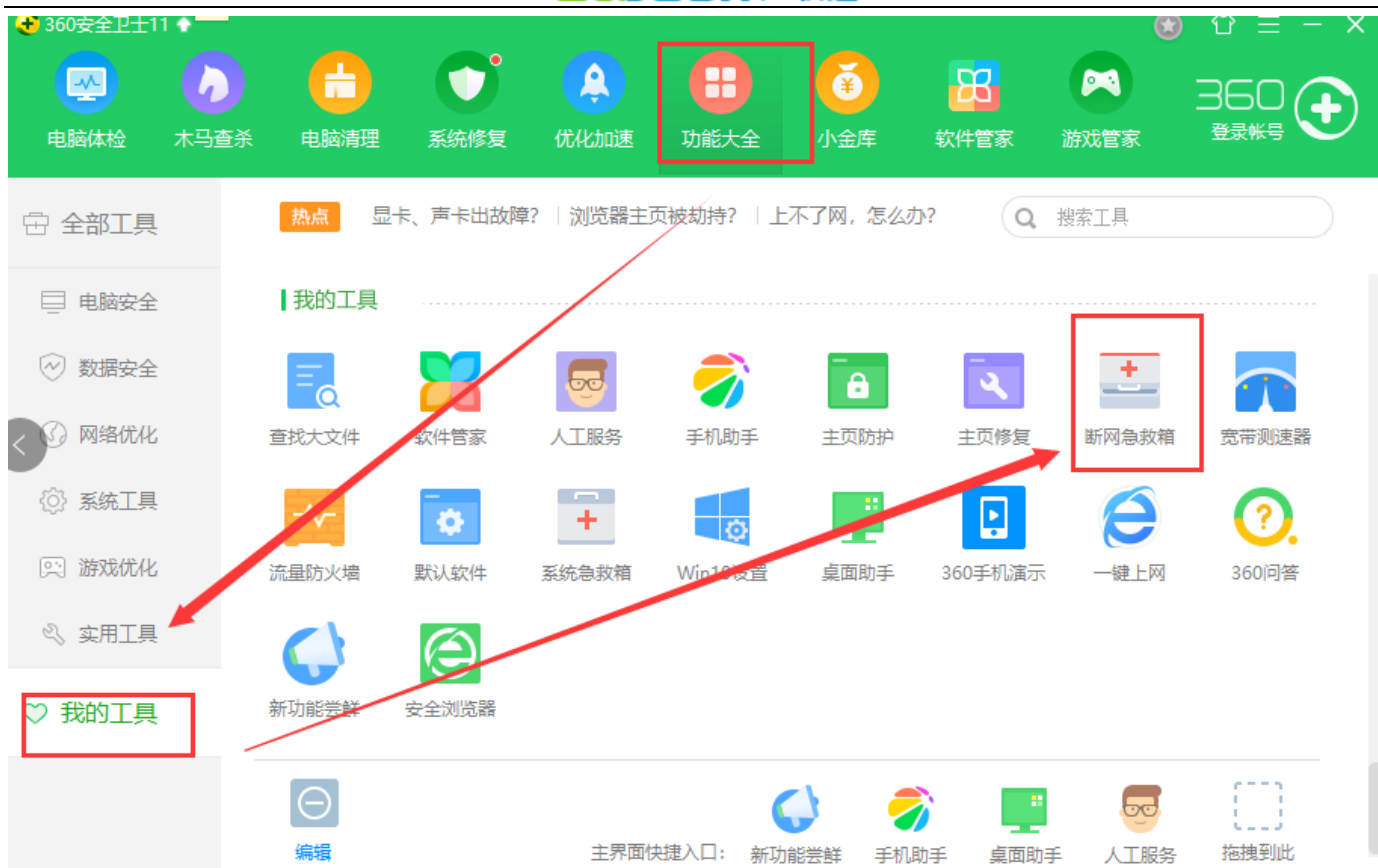 360安全卫士11
电脑体检 木马查杀 电脑清理 系统修复 优化加速 功能大全 小金库 软件管家 游戏管家
360
登录帐号
全部工具
热点 显卡、声卡出故障? 浏览器主页被劫持? 上不了网，怎么办? 搜索工具
电脑安全
数据安全
网络优化
系统工具
游戏优化
实用工具
我的工具
我的工具
查找大文件 软件管家 人工服务 手机助手 主页防护 主页修复 断网急救箱 宽带测速器
流量防火墙 默认软件 系统急救箱 Win10设置 桌面助手 360手机演示 一键上网 360问答
新功能尝鲜 安全浏览器
编辑 主界面快捷入口: 新功能尝鲜 手机助手 桌面助手 人工服务 拖拽到此